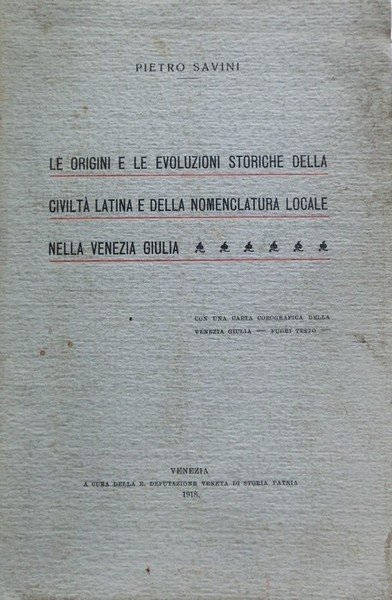 PIETRO SAVINI
LE ORIGINI E LE EVOLUZIONI STORICHE DELLA
CIVILTÀ LATINA E DELLA NOMENCLATURA LOCALE
NELLA VENEZIA GIULIA
CON UNA CARTA COROGRAFICA DELLA
VENEZIA GIULIA — FUORI TESTO —
VENEZIA
A CURA DELLA R. DEPUTAZIONE VENETA DI STORIA PATRIA
1918.